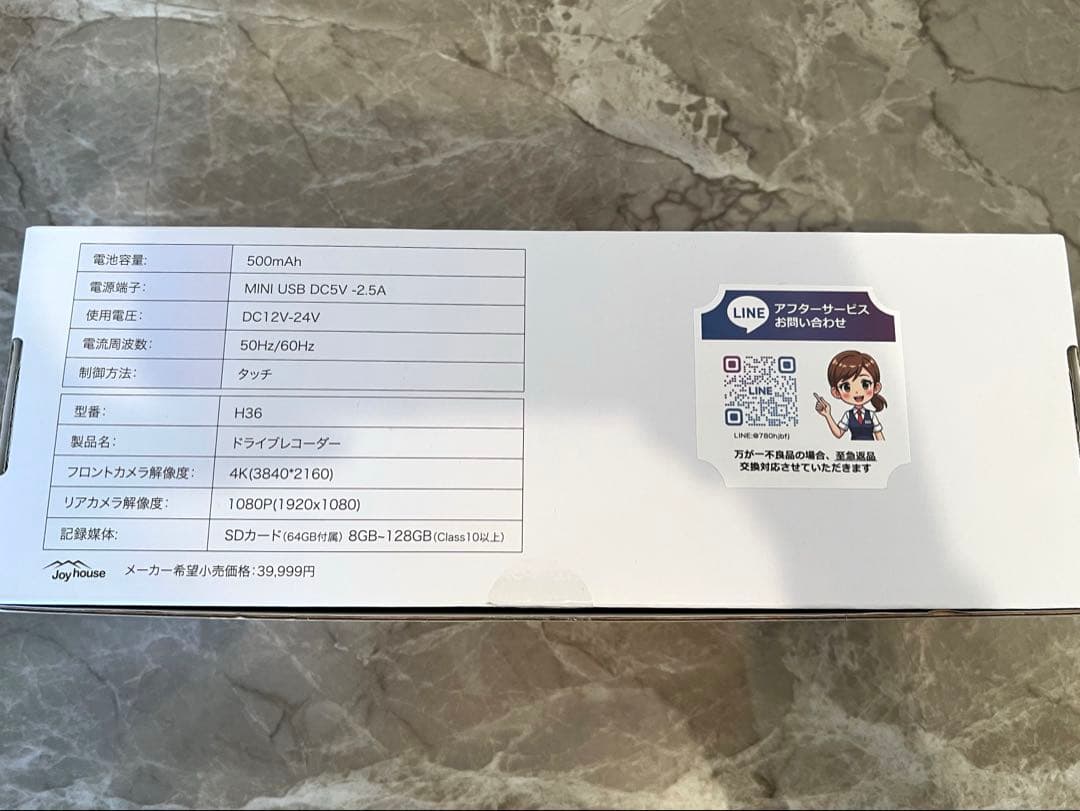 電池容量: 500mAh
電源端子: MINI USB DC5V -2.5A
使用電圧: DC12V-24V
電流周波数: 50Hz/60Hz
制御方法: タッチ
型番: H36
製品名: ドライブレコーダー
フロントカメラ解像度: 4K(3840*2160)
リアカメラ解像度: 1080P(1920x1080)
記録媒体: SDカード(64GB付属) 8GB~128GB(Class10以上)
Joy house メーカー希望小売価格:39,999円
LINE アフターサービス
お問い合わせ
LINE
LINE:@780hjbfj
万が一不良品の場合、至急返品
交換対応させていただきます